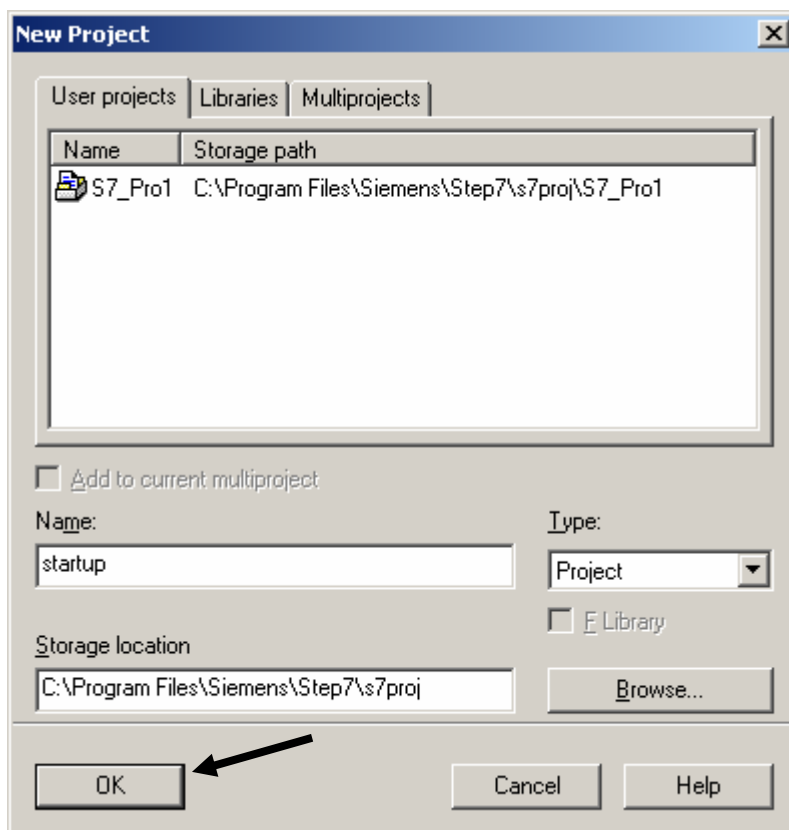 New Project
User projects Libraries Multiprojects
Name Storage path
S7_Pro1 C:\Program Files\Siemens\Step7\s7proj\S7_Pro1
Add to current multiproject
Name: Type:
startup Project
F Library
Storage location
C:\Program Files\Siemens\Step7\s7proj Browse...
OK Cancel Help